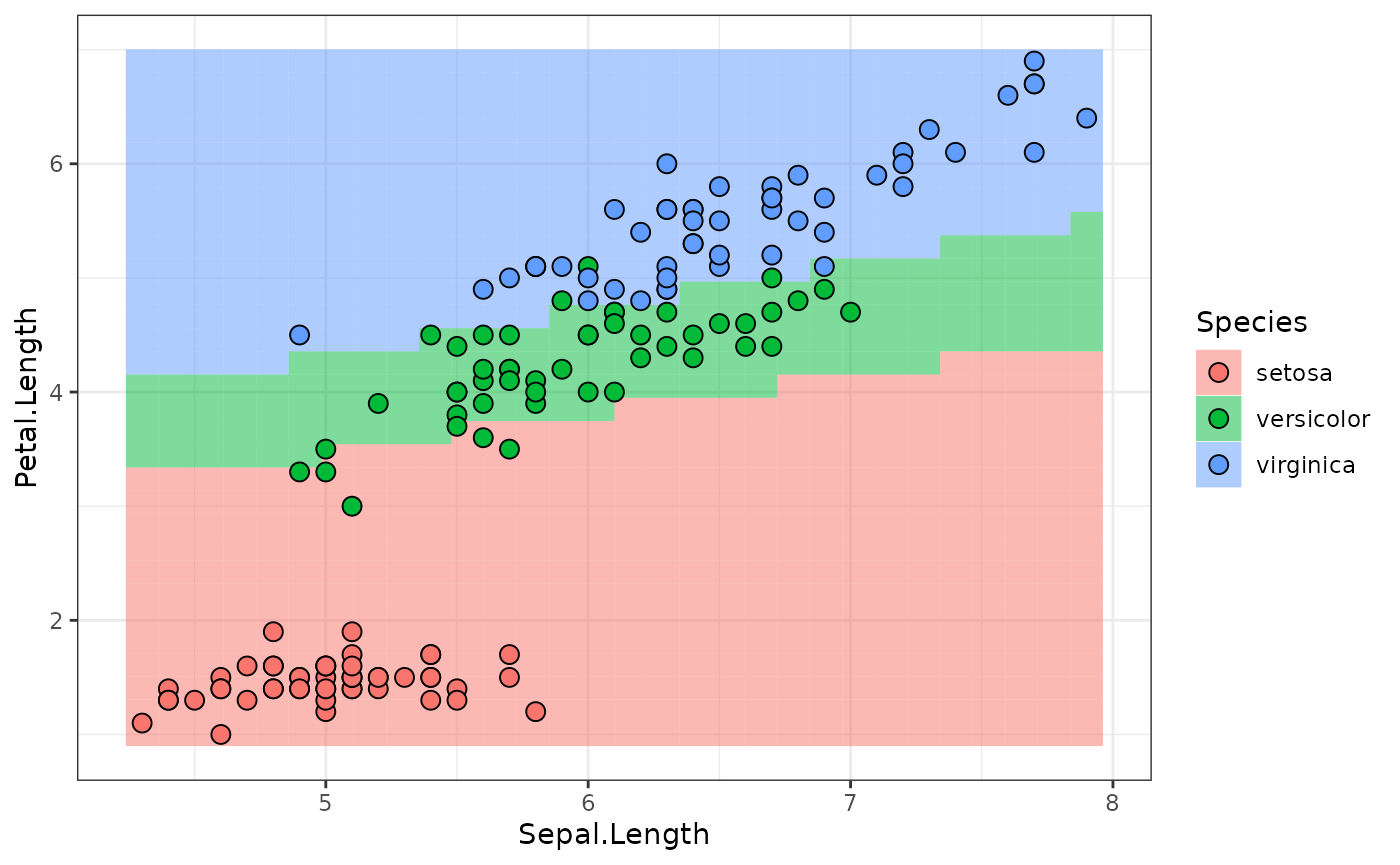 6
4
2
Petal.Length
5 6 7 8
Sepal.Length
Species
setosa
versicolor
virginica